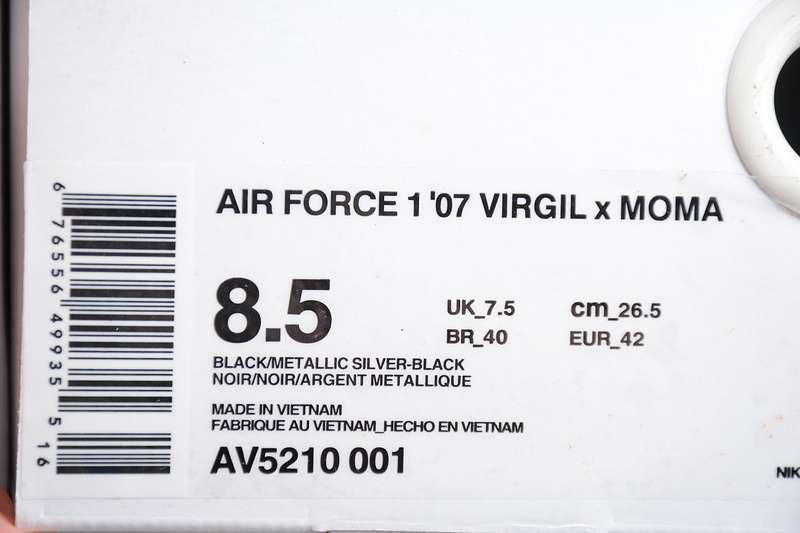 AIR FORCE 1 '07 VIRGIL x MOMA
8.5
UK_7.5 cm_26.5
BR_40 EUR_42
BLACK/METALLIC SILVER-BLACK
NOIR/NOIR/ARGENT METALLIQUE
MADE IN VIETNAM
FABRIQUE AU VIETNAM_HECHO EN VIETNAM
AV5210 001
NIK
6 76556 49935 5 16